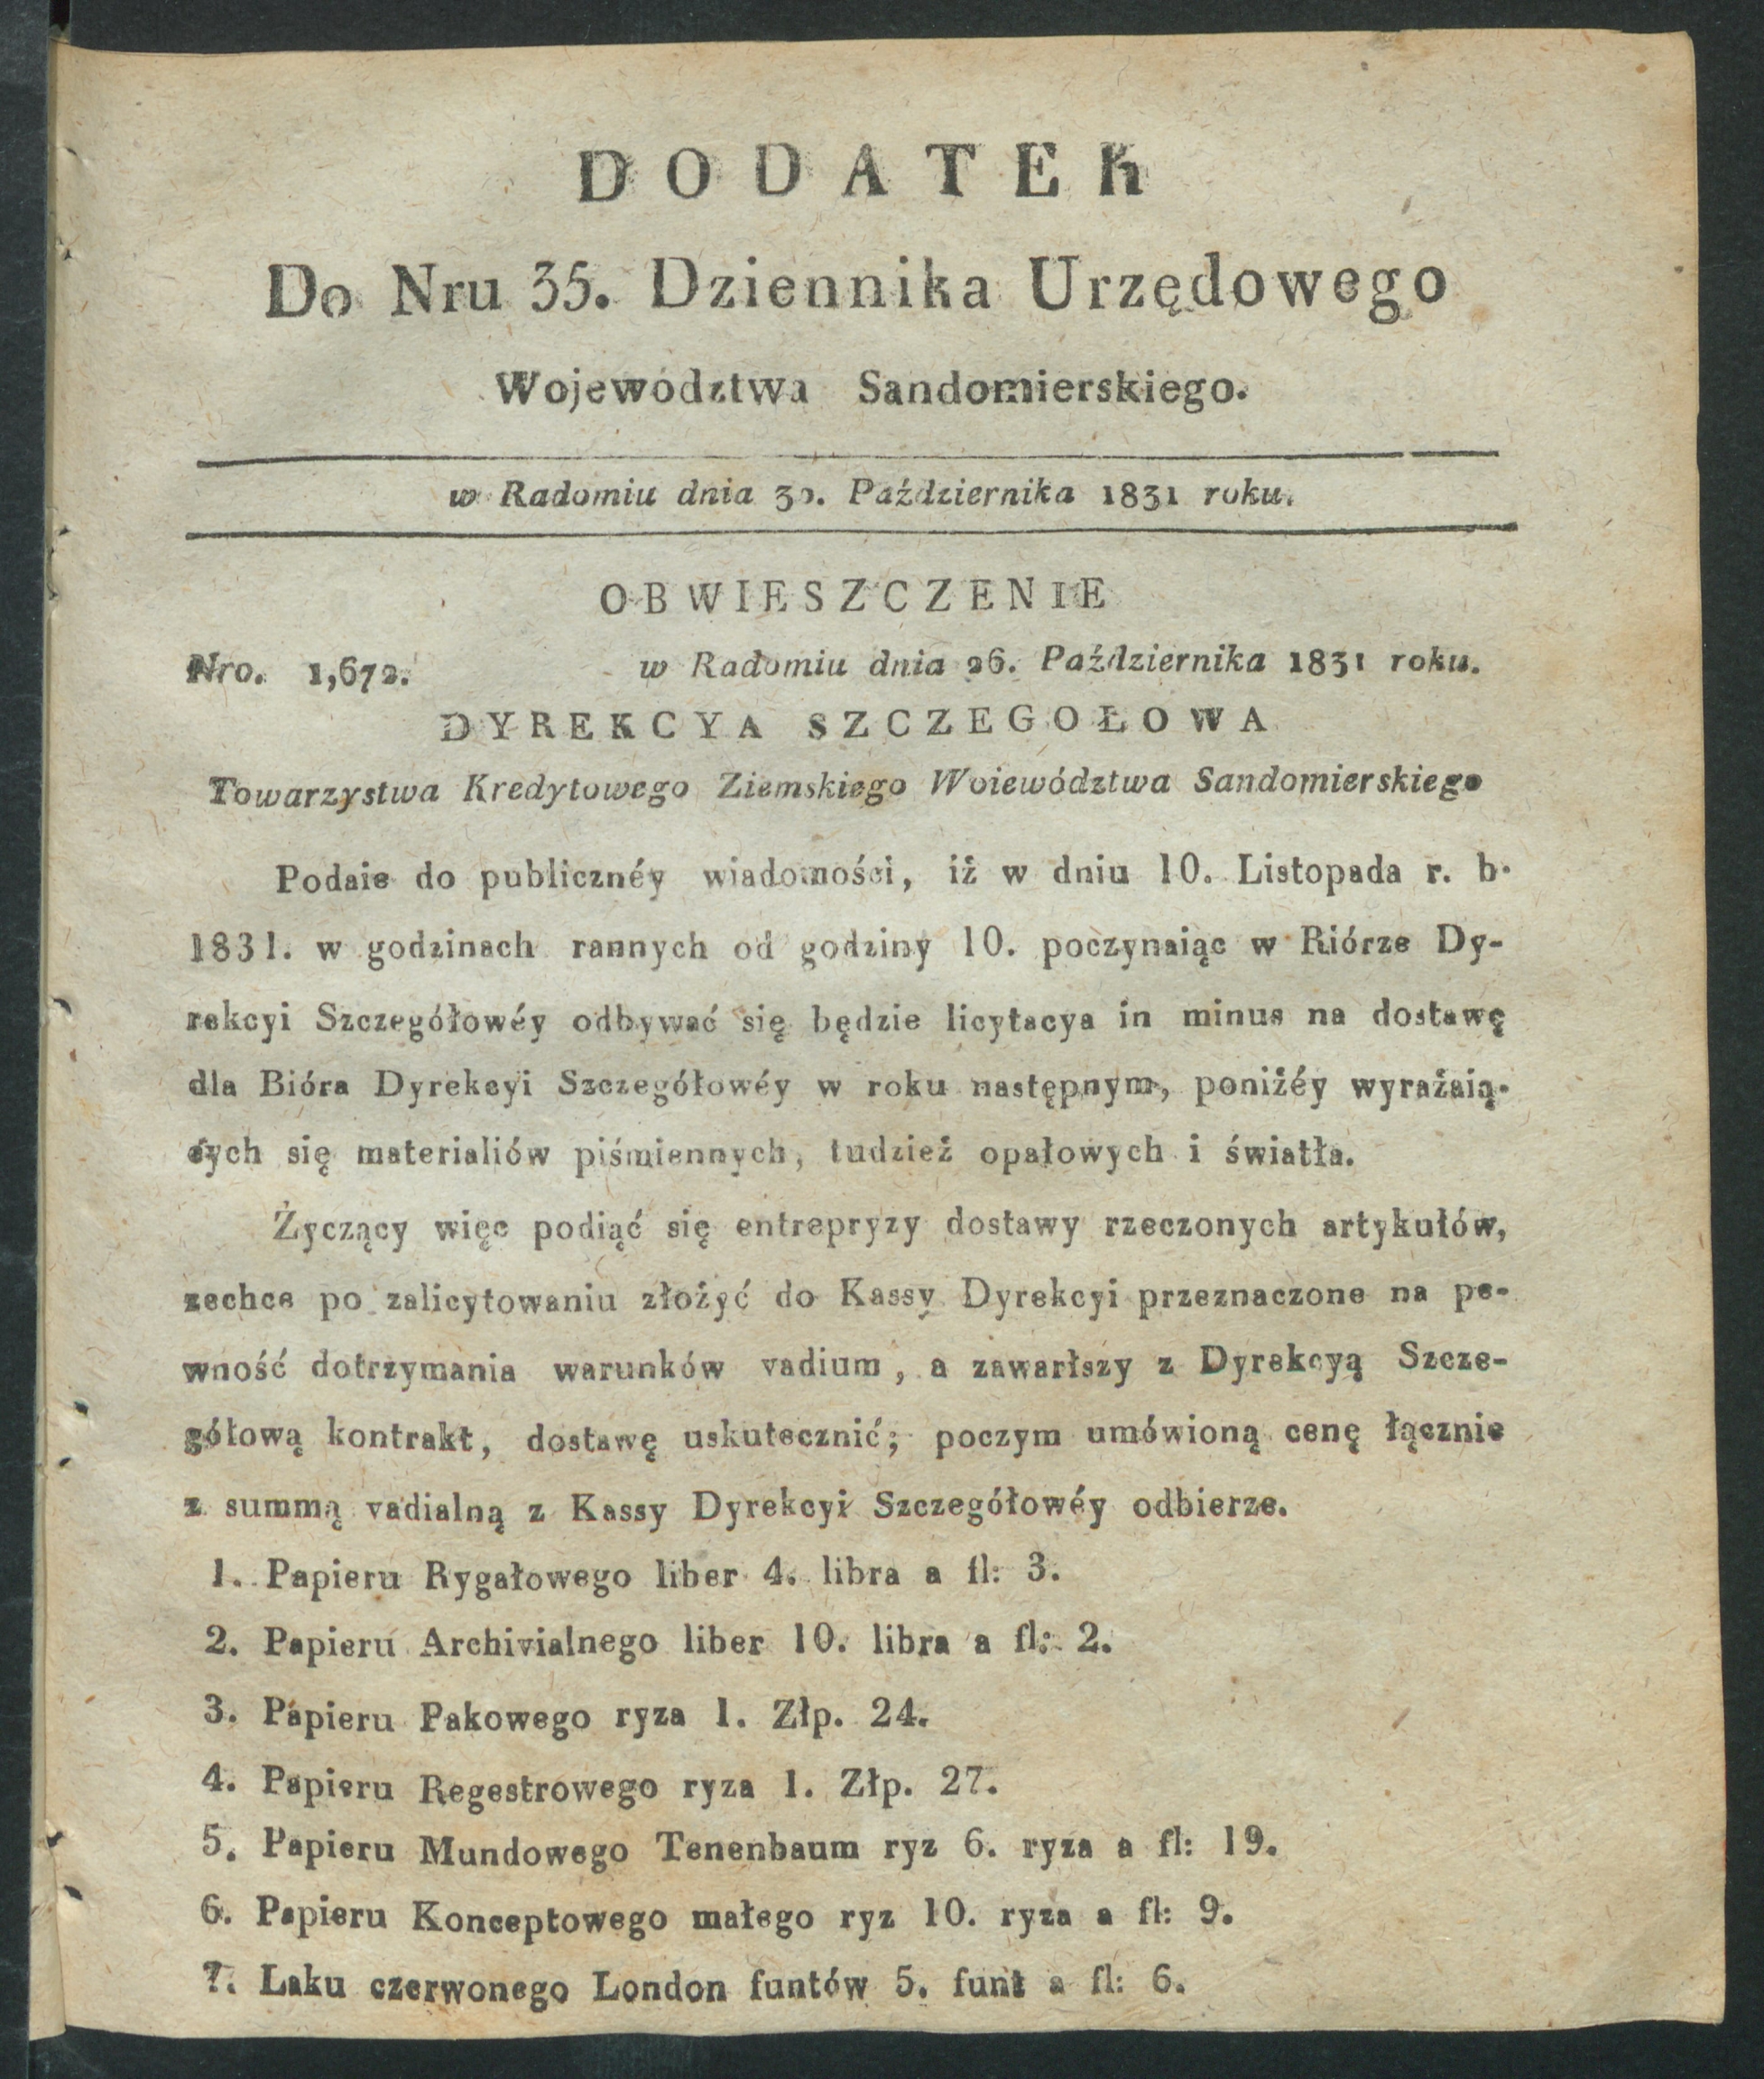 DODATEK
Do Nru 35. Dziennika Urzędowego
Województwa Sandomierskiego.
w Radomiu dnia 30. Października 1831 roku.
OBWIESZCZENIE
Nro. 1,672. w Radomiu dnia 26. Października 1831 roku.
DYREKCYA SZCZEGOŁOWA
Towarzystwa Kredytowego Ziemskiego Woiewództwa Sandomierskiego
Podaie do publicznéy wiadomości, iż w dniu 10. Listopada r. b.
1831. w godzinach rannych od godziny 10. poczynaiąc w Riórze Dy-
rekcyi Szczegółowéy odbywać się będzie licytacya in minus na dostawę
dla Bióra Dyrekcyi Szczegółowéy w roku następnym, poniżéy wyrażaią-
cych się materialiów piśmiennych, tudzież opałowych i światła.
Życzący więc podiąć się entrepryzy dostawy rzeczonych artykułów,
zechce po zalicytowaniu złożyć do Kassy Dyrekcyi przeznaczone na pe-
wność dotrzymania warunków vadium, a zawarłszy z Dyrekcyą Szcze-
gółową kontrakt, dostawę uskutecznić; poczym umówioną cenę łącznie
z summą vadialną z Kassy Dyrekcyi Szczegółowéy odbierze.
1. Papieru Rygałowego liber 4. libra a fl: 3.
2. Papieru Archivialnego liber 10. libra a fl: 2.
3. Papieru Pakowego ryza 1. Złp. 24.
4. Papieru Regestrowego ryza 1. Złp. 27.
5. Papieru Mundowego Tenenbaum ryz 6. ryza a fl: 19.
6. Papieru Konceptowego małego ryz 10. ryza a fl: 9.
7. Laku czerwonego London funtów 5. funt a fl: 6.